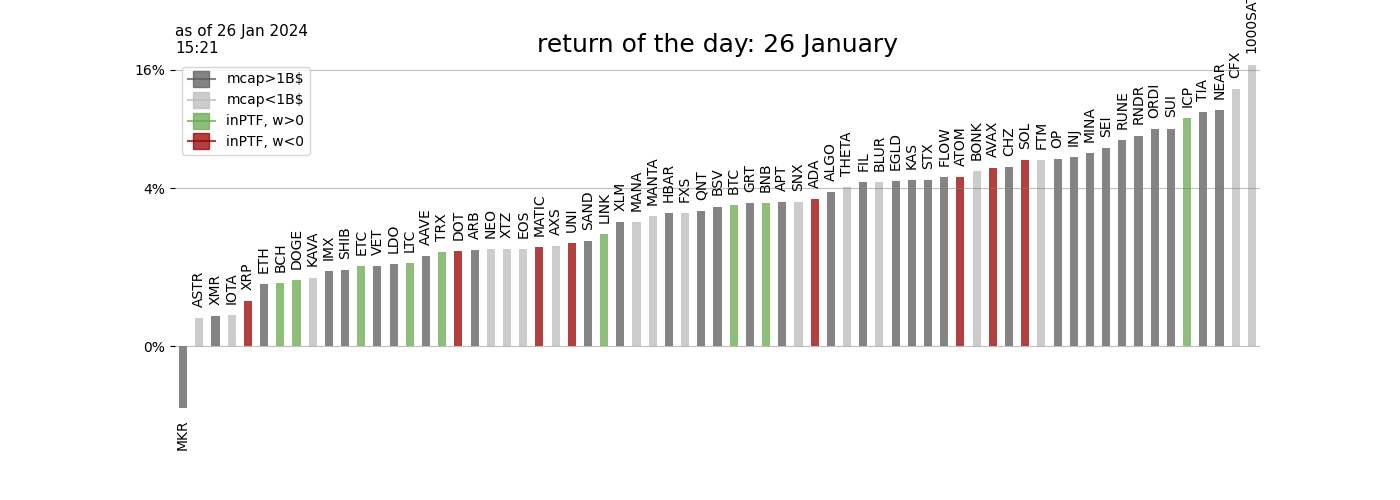 as of 26 Jan 2024
15:21
return of the day: 26 January
16%
4%
0%
mcap>1B$
mcap<1B$
inPTF, w>0
inPTF, w<0
MKR
ASTR
XMR
IOTA
XRP
ETH
BCH
DOGE
KAVA
IMX
SHIB
ETC
VET
LDO
LTC
AAVE
TRX
DOT
ARB
NEO
XTZ
EOS
MATIC
AXS
UNI
SAND
LINK
XLM
MANA
MANTA
HBAR
FXS
QNT
BSV
BTC
GRT
BNB
APT
SNX
ADA
ALGO
THETA
FIL
BLUR
EGLD
KAS
STX
FLOW
ATOM
BONK
AVAX
CHZ
SOL
FTM
OP
INJ
MINA
SEI
RUNE
RNDR
ORDI
SUI
ICP
TIA
NEAR
CFX